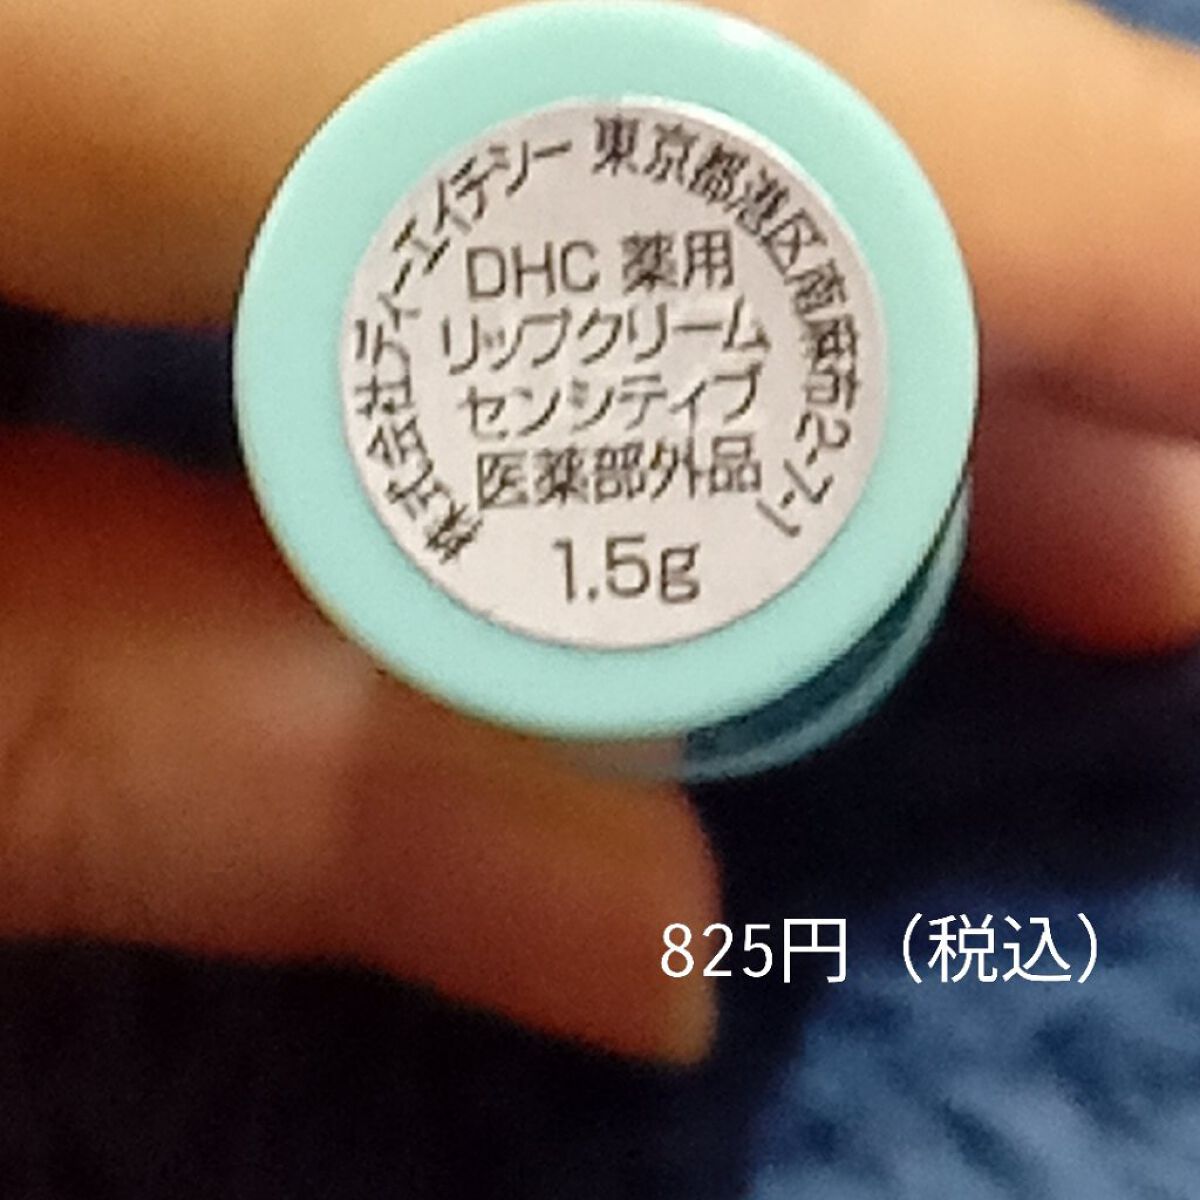 株式会社ディーエイチシー 東京都港区南麻布2-7-1
DHC 薬用
リップクリーム
センシティブ
医薬部外品
1.5g
825円（税込）